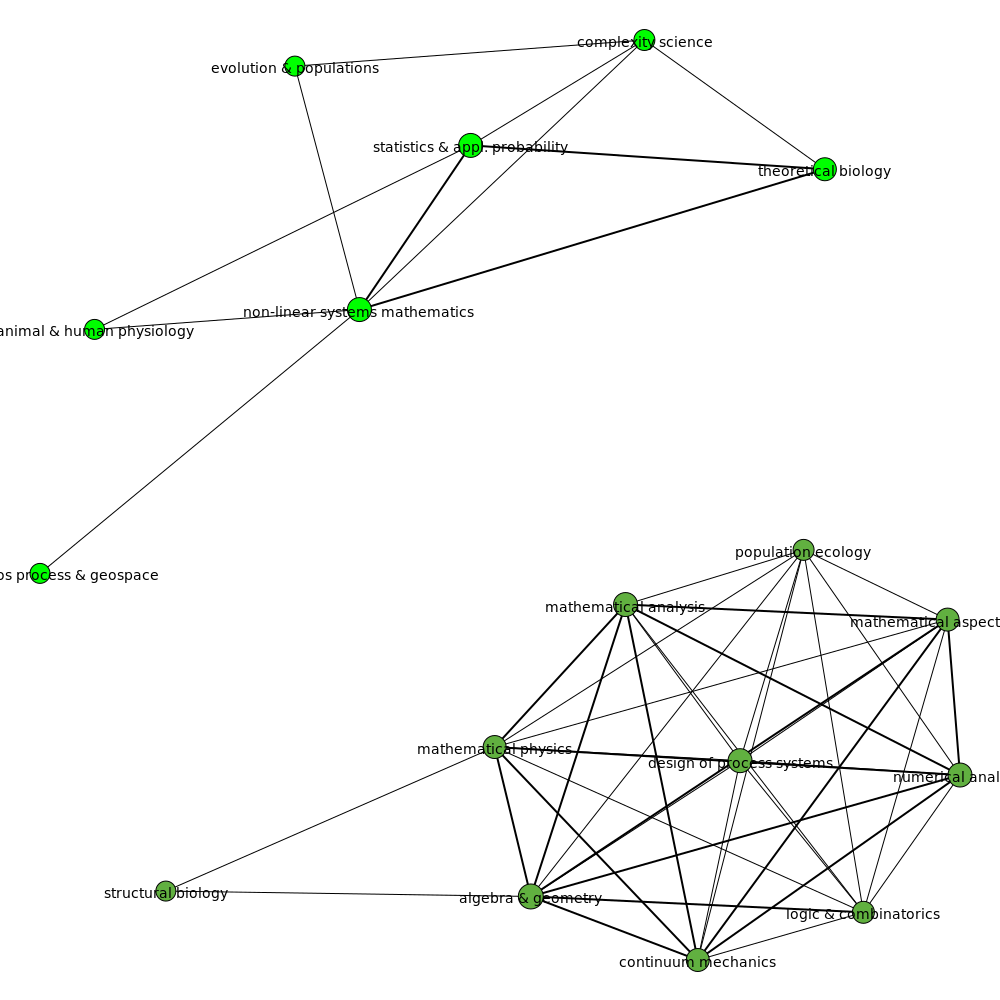 complexity science
evolution & populations
statistics & appl. probability
theoretical biology
non-linear systems mathematics
animal & human physiology
os process & geospace
population ecology
mathematical analysis
mathematical aspect
mathematical physics
design of process systems
numerical anal
structural biology
algebra & geometry
logic & combinatorics
continuum mechanics